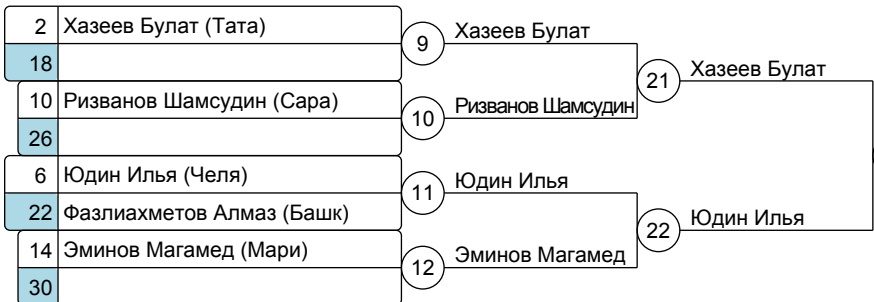 2 Хазеев Булат (Тата)
18
10 Ризванов Шамсудин (Сара)
26
6 Юдин Илья (Челя)
22 Фазлиахметов Алмаз (Башк)
14 Эминов Магамед (Мари)
30
9 Хазеев Булат
10 Ризванов Шамсудин
11 Юдин Илья
12 Эминов Магамед
21 Хазеев Булат
22 Юдин Илья